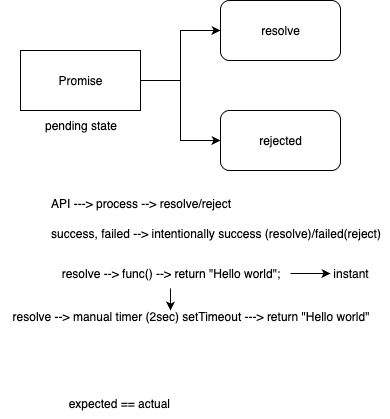 resolve
Promise
pending state
rejected
API ---> process --> resolve/reject
success, failed --> intentionally success (resolve)/failed(reject)
resolve --> func() --> return "Hello world"; instant
resolve --> manual timer (2sec) setTimeout ---> return "Hello world"
expected == actual